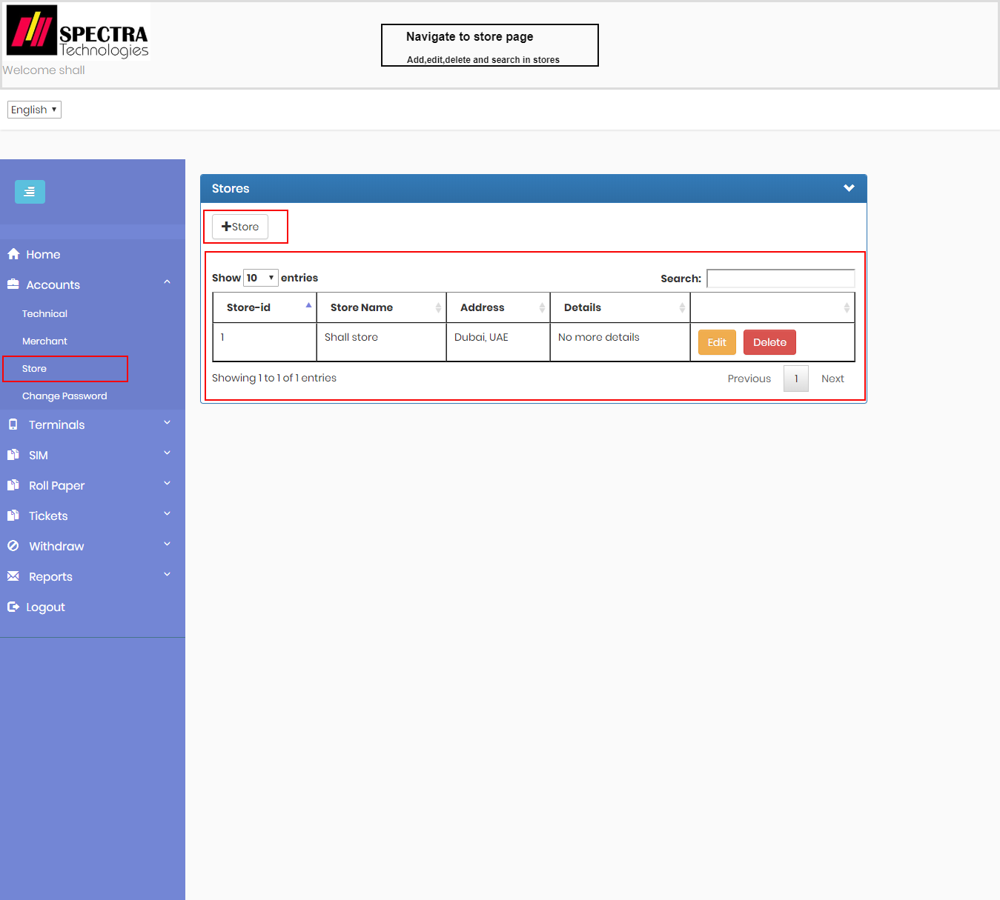 SPECTRA
Technologies
Welcome shall
Navigate to store page
Add,edit,delete and search in stores
English
Home
Accounts
Technical
Merchant
Store
Change Password
Terminals
SIM
Roll Paper
Tickets
Withdraw
Reports
Logout
Stores
+Store
Show 10 entries
Search:
Store-id Store Name Address Details
1 Shall store Dubai, UAE No more details Edit Delete
Showing 1 to 1 of 1 entries
Previous 1 Next